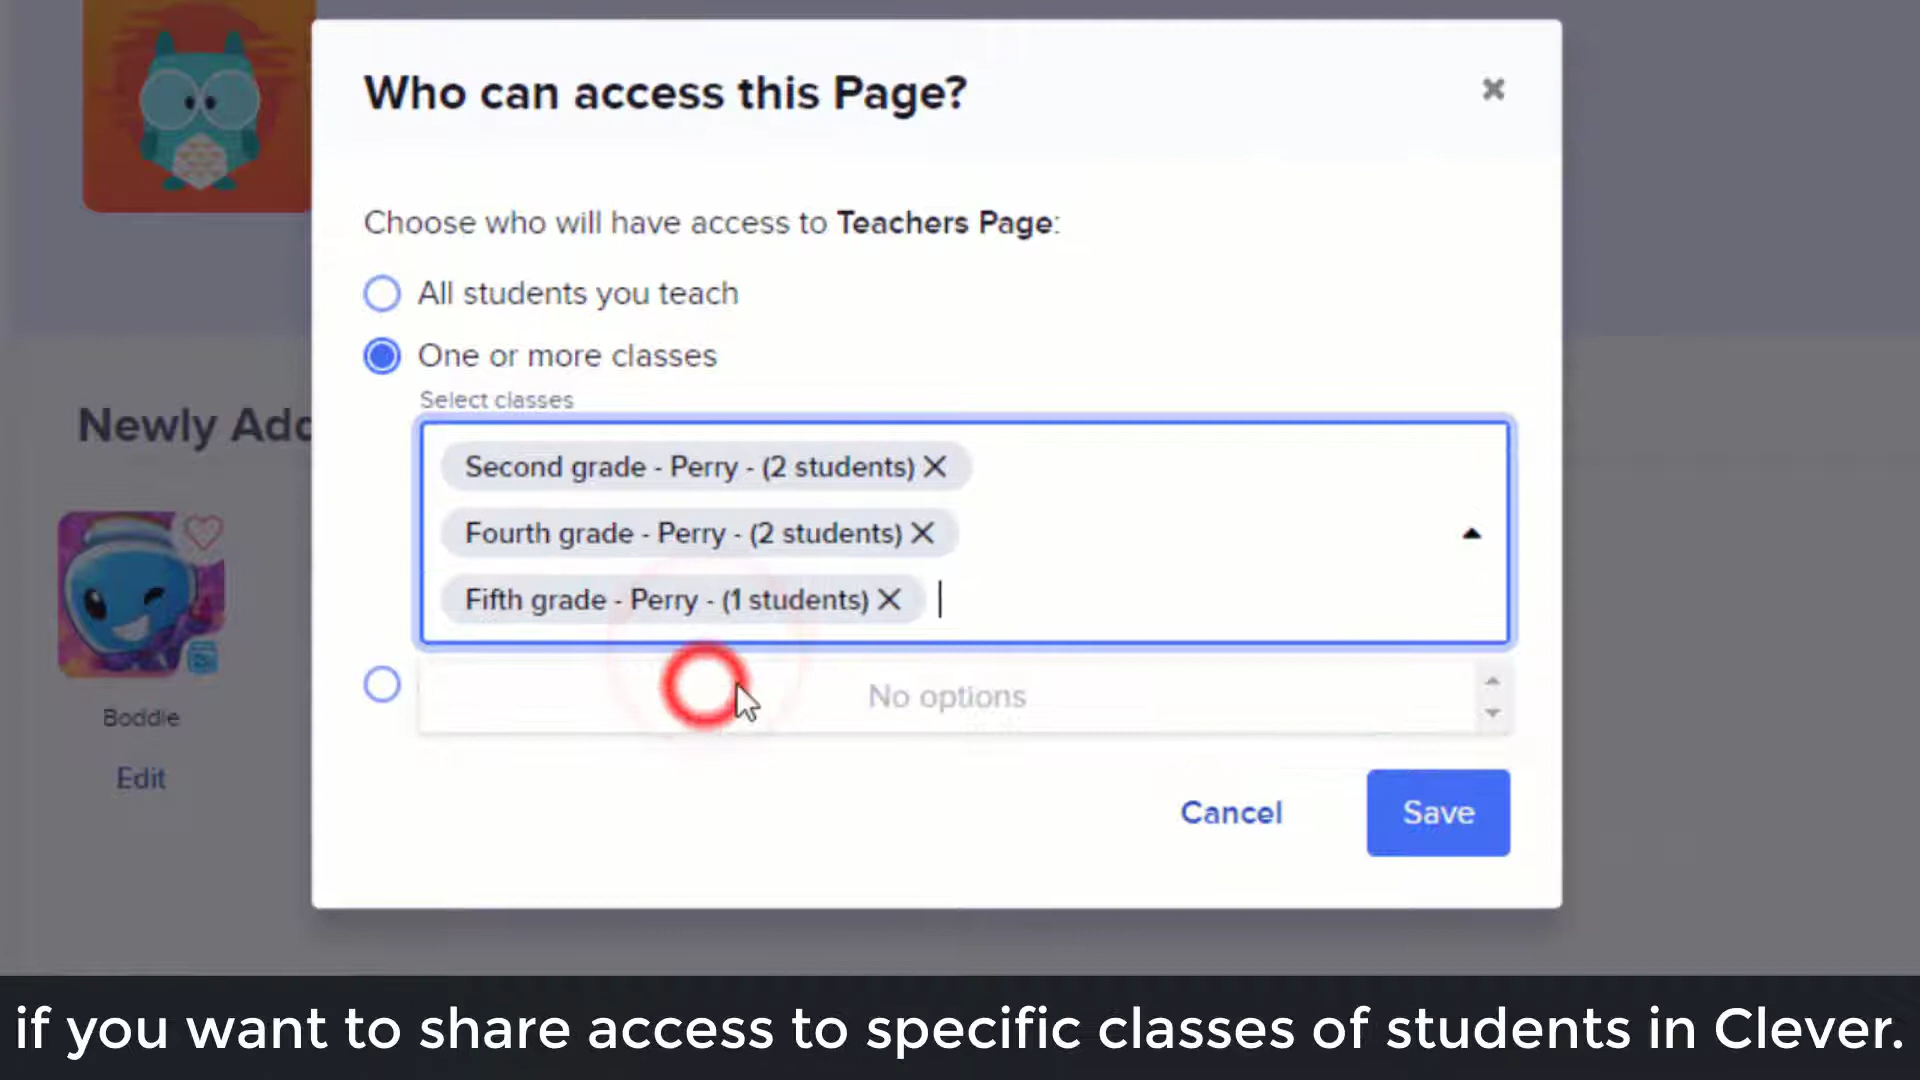 Who can access this Page?
Choose who will have access to Teachers Page:
All students you teach
One or more classes
Select classes
Second grade - Perry - (2 students)
Fourth grade - Perry - (2 students)
Fifth grade - Perry - (1 students)
No options
Cancel
Save
Newly Add
Boddle
Edit
if you want to share access to specific classes of students in Clever.